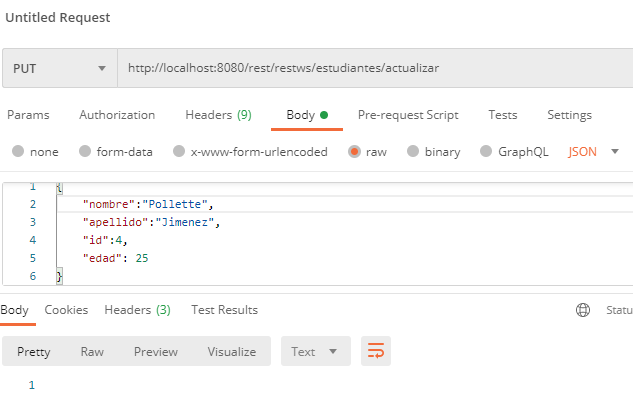 Untitled Request
PUT http://localhost:8080/rest/restws/estudiantes/actualizar
Params Authorization Headers (9) Body Pre-request Script Tests Settings
none form-data x-www-form-urlencoded raw binary GraphQL JSON
1 {
2 "nombre":"Pollette",
3 "apellido":"Jimenez",
4 "id":4,
5 "edad": 25
6 }
Body Cookies Headers (3) Test Results Statu
Pretty Raw Preview Visualize Text
1